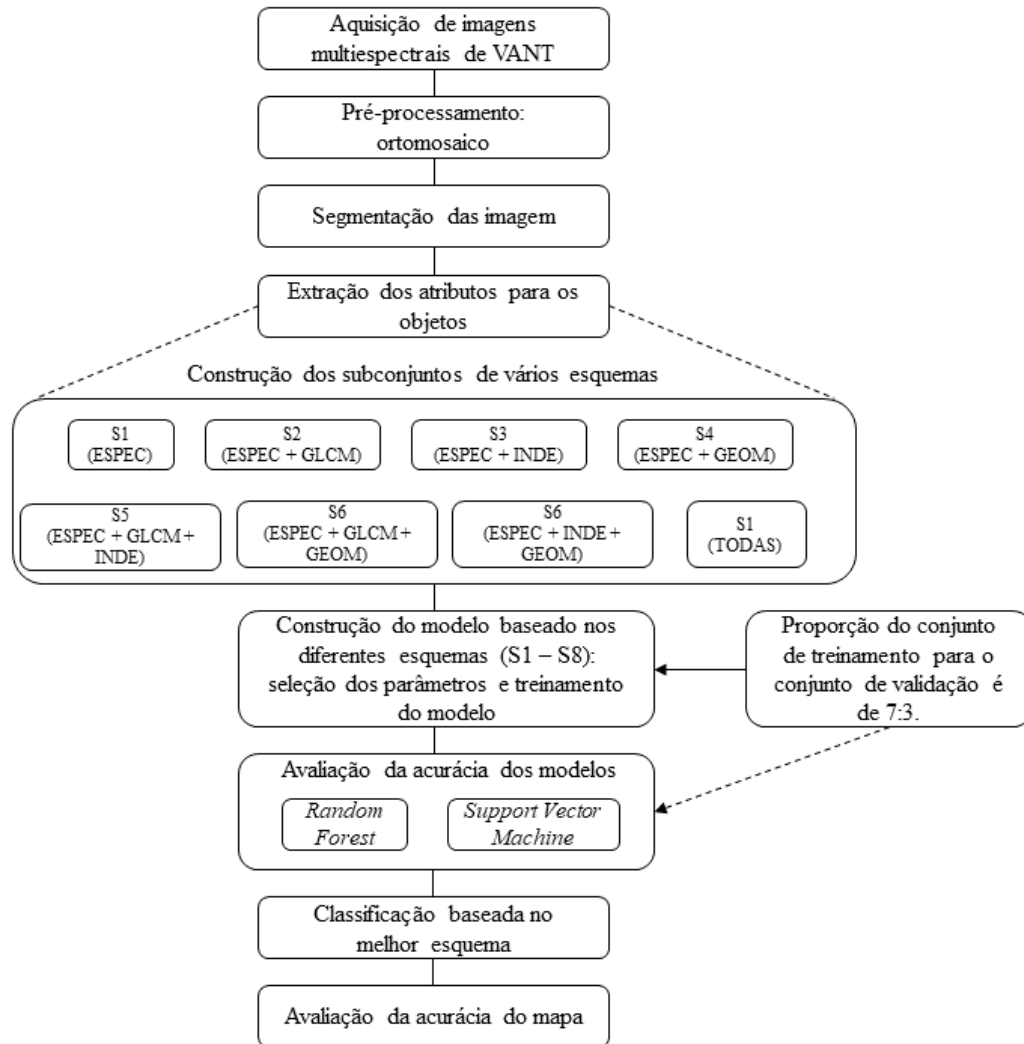 Aquisição de imagens
multiespectrais de VANT
Pré-processamento:
ortomosaico
Segmentação das imagem
Extração dos atributos para os
objetos
Construção dos subconjuntos de vários esquemas
S1
(ESPEC)
S2
(ESPEC + GLCM)
S3
(ESPEC + INDE)
S4
(ESPEC + GEOM)
S5
(ESPEC + GLCM +
INDE)
S6
(ESPEC + GLCM +
GEOM)
S6
(ESPEC + INDE +
GEOM)
S1
(TODAS)
Construção do modelo baseado nos
diferentes esquemas (S1 – S8):
seleção dos parâmetros e treinamento
do modelo
Proporção do conjunto
de treinamento para o
conjunto de validação é
de 7:3.
Avaliação da acurácia dos modelos
Random
Forest
Support Vector
Machine
Classificação baseada no
melhor esquema
Avaliação da acurácia do mapa